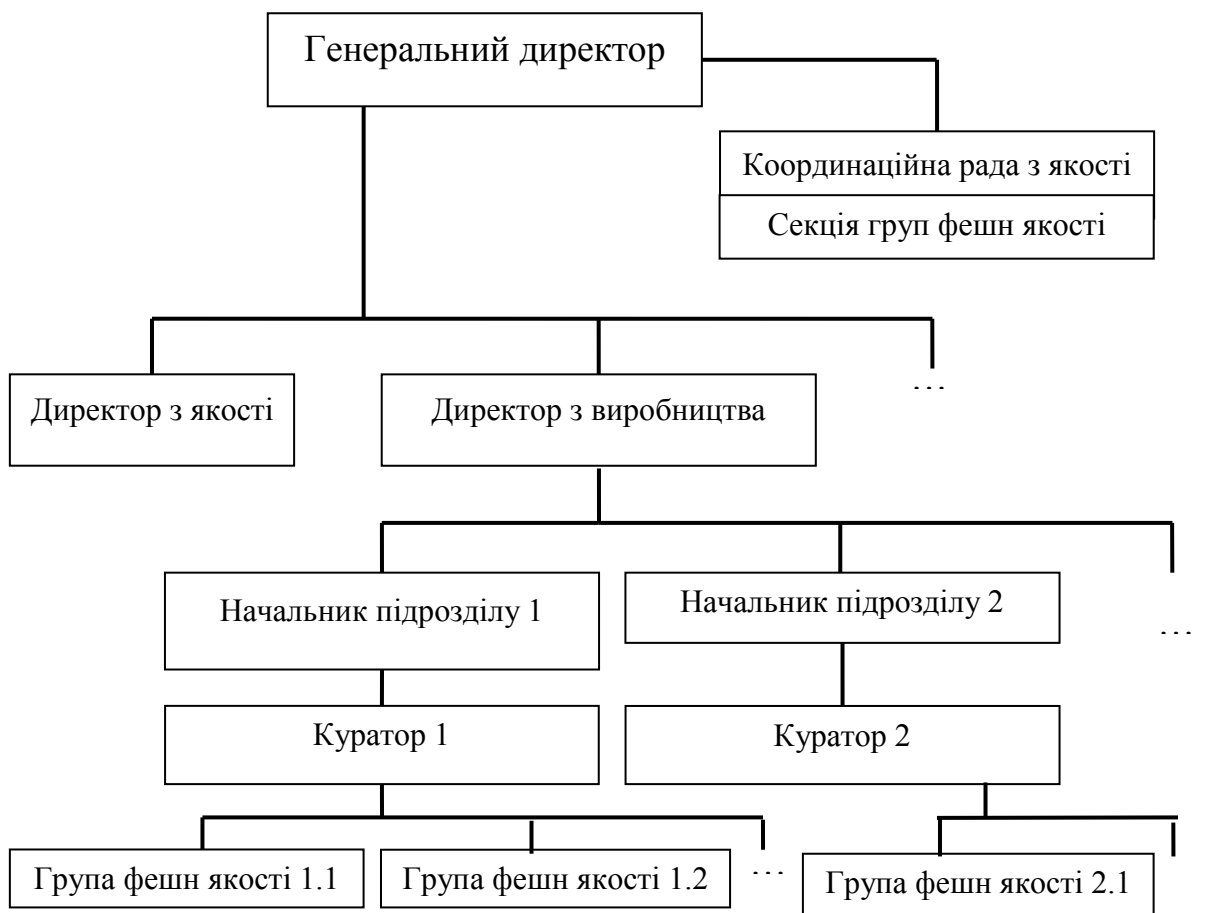 Генеральний директор
Координаційна рада з якості
Секція груп фешн якості
Директор з якості
Директор з виробництва
…
Начальник підрозділу 1
Начальник підрозділу 2
…
Куратор 1
Куратор 2
Група фешн якості 1.1
Група фешн якості 1.2
…
Група фешн якості 2.1